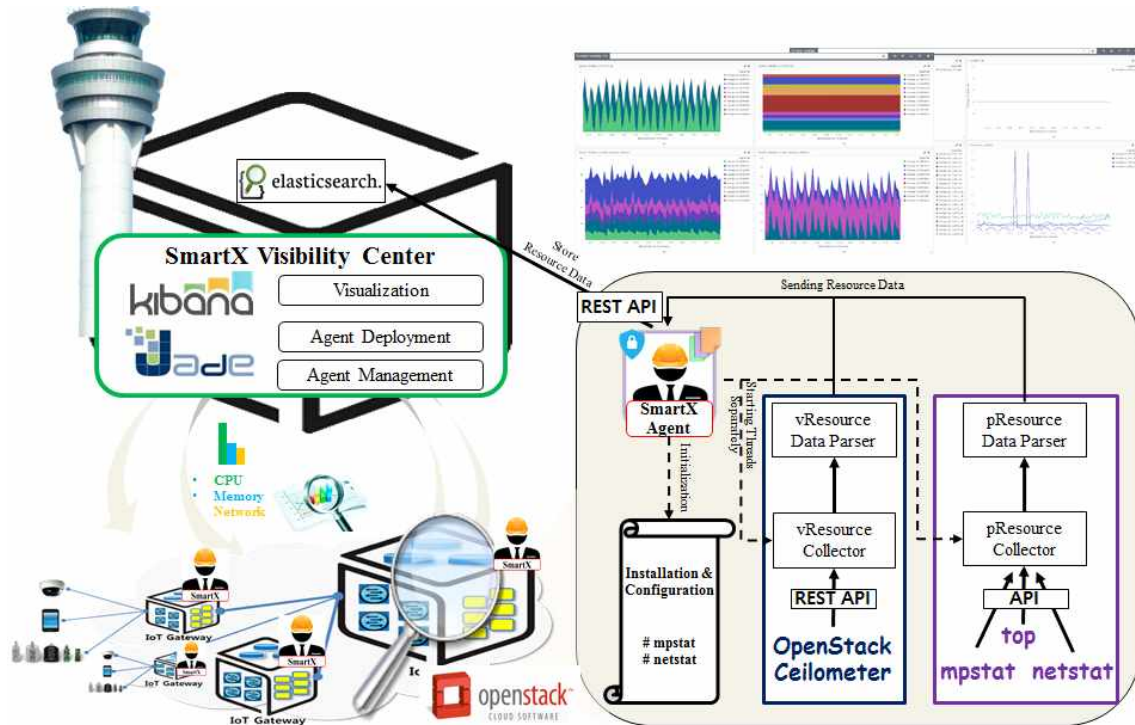 elasticsearch.
SmartX Visibility Center
kibana
Visualization
Jade
Agent Deployment
Agent Management
CPU
Memory
Network
SmartX
IoT Gateway
SmartX
IoT Gateway
SmartX
IoT Gateway
SmartX
Ic
openstack™
CLOUD SOFTWARE
Store
Resource Data
REST API
Sending Resource Data
SmartX
Agent
Initialization
Starting Threads
Separately
Installation &
Configuration
# mpstat
# netstat
vResource
Data Parser
vResource
Collector
REST API
OpenStack
Ceilometer
pResource
Data Parser
pResource
Collector
API
top
mpstat netstat